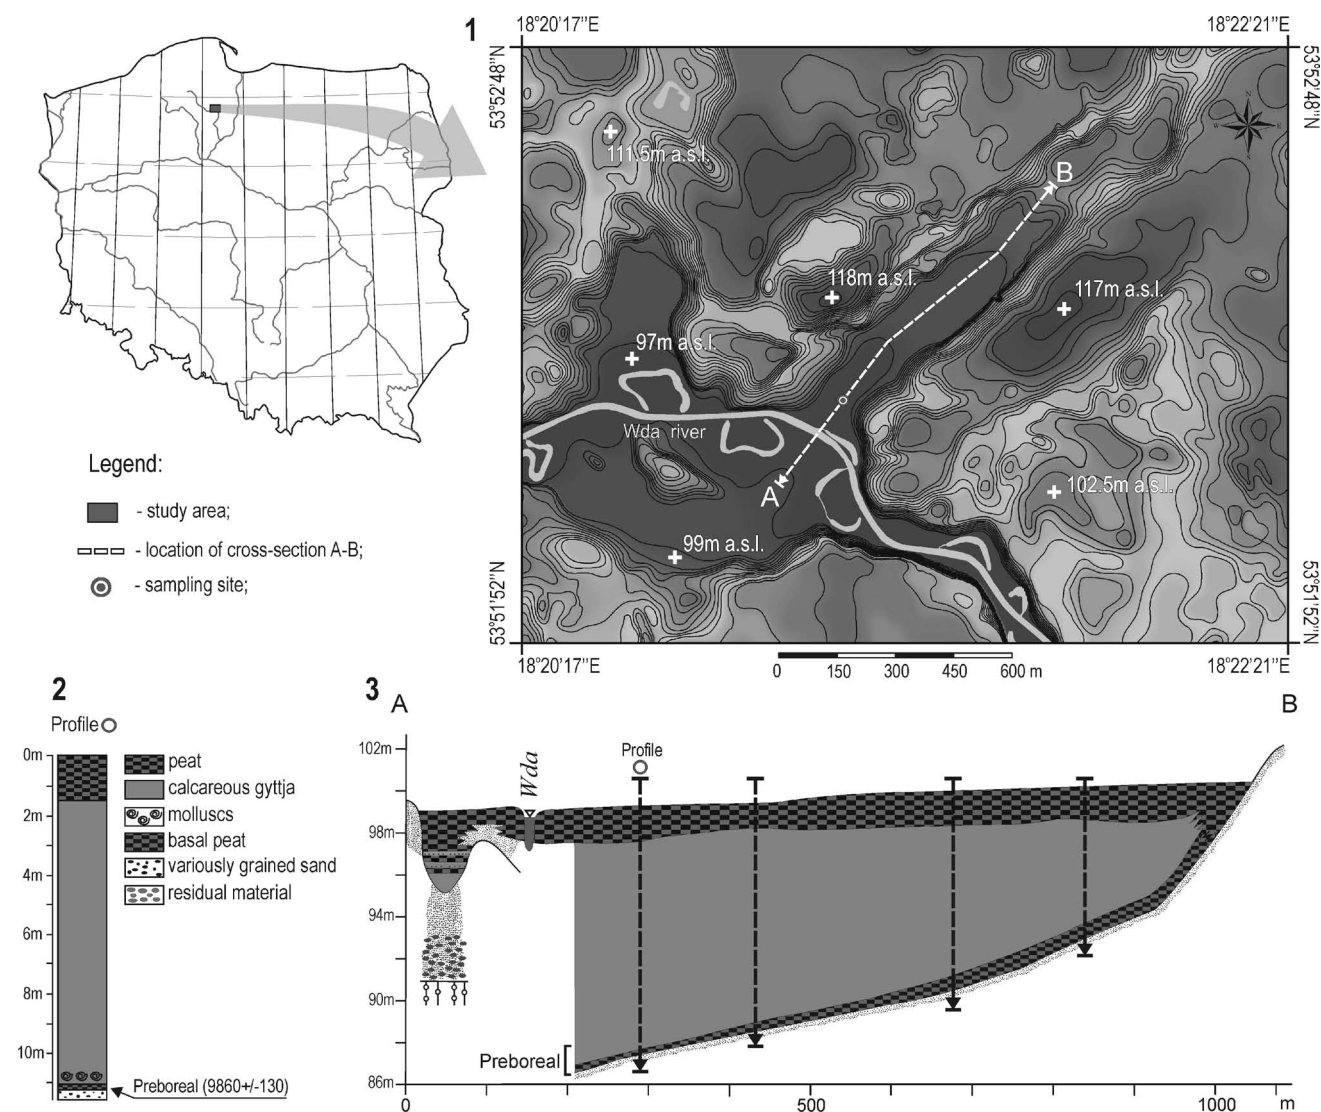 1
18°20'17"E
18°22'21"E
53°52'48"N
53°52'48"N
N
W
E
S
111.5m a.s.l.
B
118m a.s.l.
117m a.s.l.
97m a.s.l.
Wda river
A
102.5m a.s.l.
99m a.s.l.
53°51'52"N
53°51'52"N
18°20'17"E
18°22'21"E
0 150 300 450 600 m
Legend:
- study area;
- location of cross-section A-B;
- sampling site;
2
Profile
0m
2m
4m
6m
8m
10m
peat
calcareous gyttja
molluscs
basal peat
variously grained sand
residual material
Preboreal (9860+/-130)
3
A
B
102m
98m
94m
90m
86m
Wda
Profile
Preboreal
0 500 1000 m